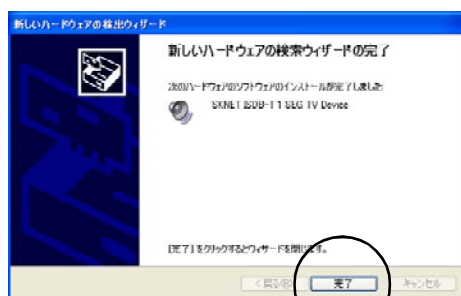 新しいハードウェアの検出ウィザード
新しいハードウェアの検索ウィザードの完了
次のハードウェアのソフトウェアのインストールが完了しました:
SKNET ISDB-T 1 SEG TV Device
[完了] をクリックするとウィザードを閉じます。
< 戻る(B)
完了
キャンセル